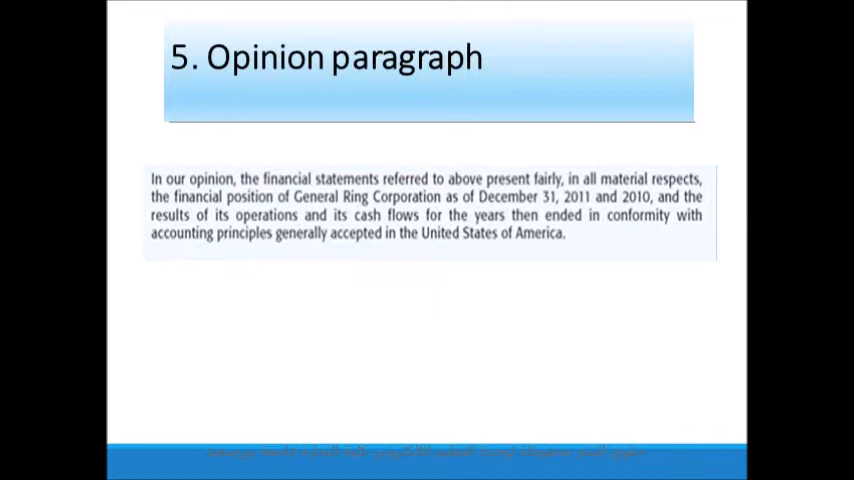 5. Opinion paragraph
In our opinion, the financial statements referred to above present fairly, in all material respects,
the financial position of General Ring Corporation as of December 31, 2011 and 2010, and the
results of its operations and its cash flows for the years then ended in conformity with
accounting principles generally accepted in the United States of America.